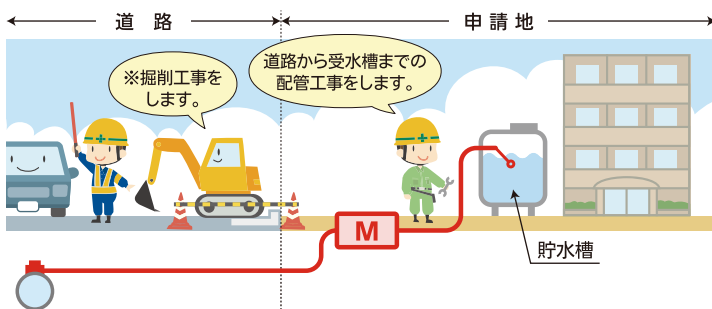 道路
申請地
※掘削工事を
します。
道路から受水槽までの
配管工事をします。
M
貯水槽